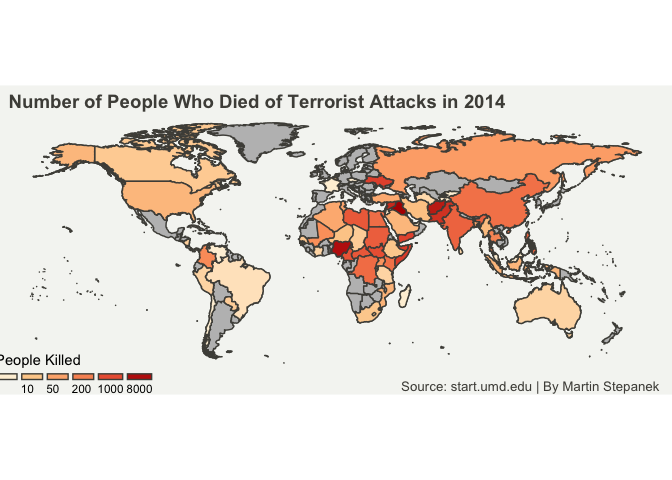 Number of People Who Died of Terrorist Attacks in 2014
People Killed
10 50 200 1000 8000
Source: start.umd.edu | By Martin Stepanek